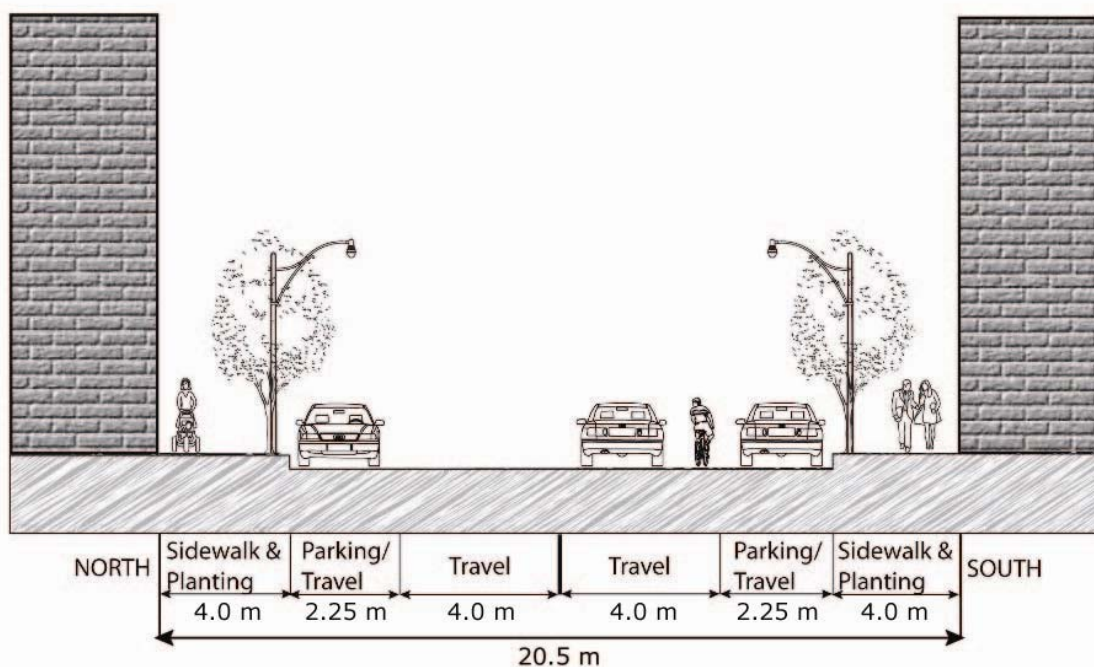 NORTH
Sidewalk &
Planting
Parking/
Travel
Travel
Travel
Parking/
Travel
Sidewalk &
Planting
SOUTH
4.0 m
2.25 m
4.0 m
4.0 m
2.25 m
4.0 m
20.5 m